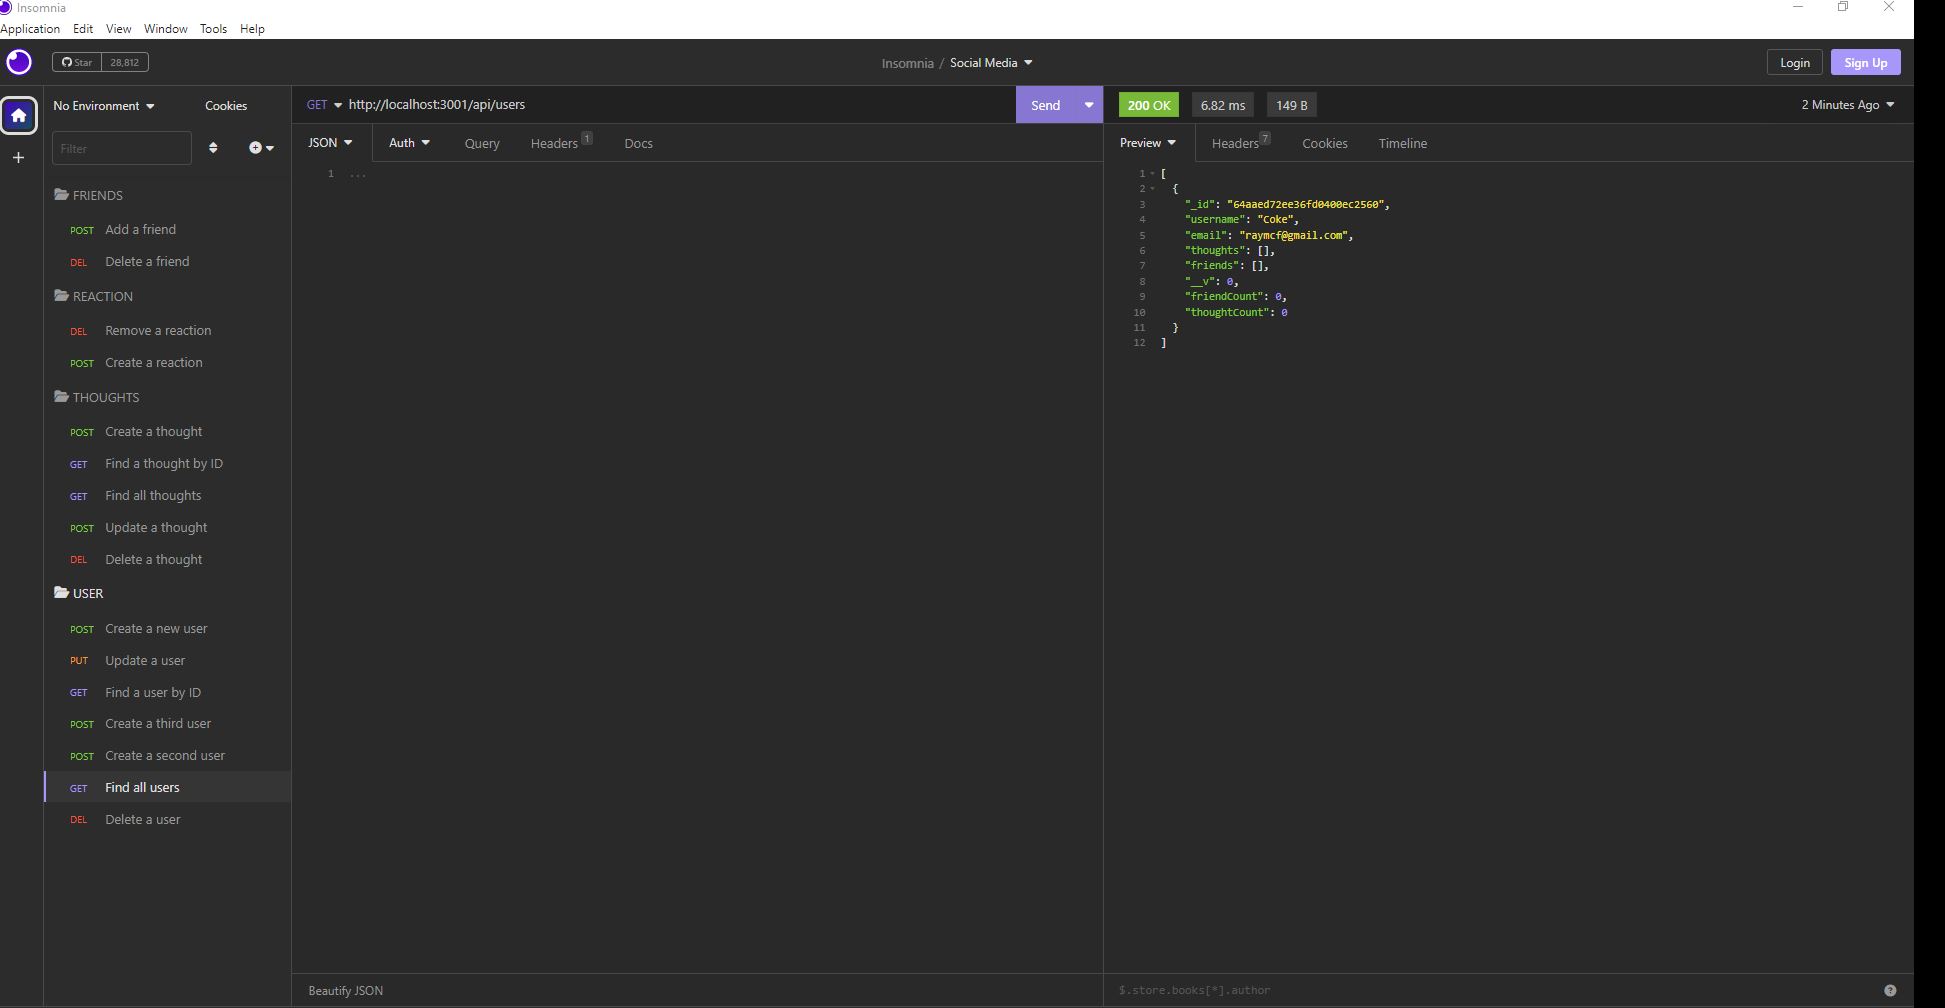 Insomnia
Application Edit View Window Tools Help
Star 28,812
Insomnia / Social Media
Login Sign Up
No Environment Cookies
Filter
FRIENDS
POST Add a friend
DEL Delete a friend
REACTION
DEL Remove a reaction
POST Create a reaction
THOUGHTS
POST Create a thought
GET Find a thought by ID
GET Find all thoughts
POST Update a thought
DEL Delete a thought
USER
POST Create a new user
PUT Update a user
GET Find a user by ID
POST Create a third user
POST Create a second user
GET Find all users
DEL Delete a user
GET http://localhost:3001/api/users Send
JSON Auth Query Headers 1 Docs
1 ...
Beautify JSON
200 OK 6.82 ms 149 B 2 Minutes Ago
Preview Headers 7 Cookies Timeline
1 [
2 {
3 "_id": "64aaed72ee36fd0400ec2560",
4 "username": "Coke",
5 "email": "raymcf@gmail.com",
6 "thoughts": [],
7 "friends": [],
8 "__v": 0,
9 "friendCount": 0,
10 "thoughtCount": 0
11 }
12 ]
$.store.books[*].author ?